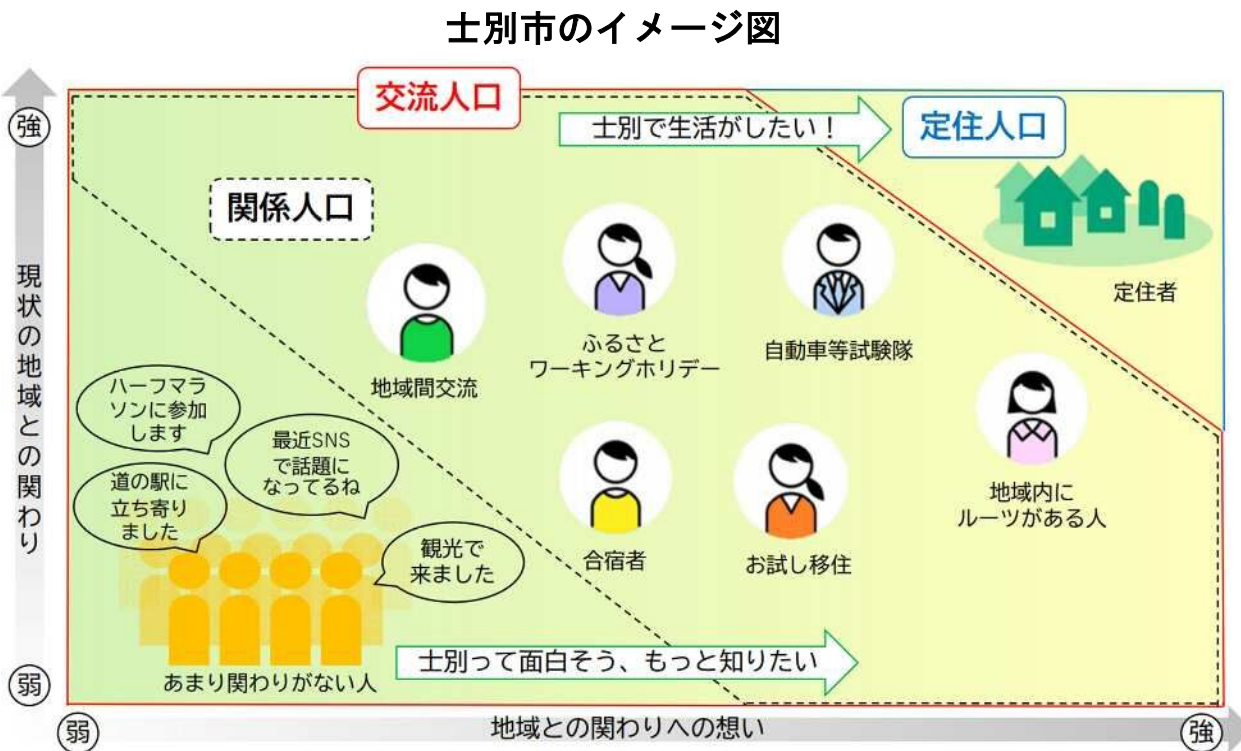 士別市のイメージ図
交流人口
士別で生活がしたい！
定住人口
強
関係人口
定住者
現状の地域との関わり
ふるさと
ワーキングホリデー
自動車等試験隊
地域間交流
ハーフマラ
ソンに参加
します
最近SNS
で話題に
なってるね
道の駅に
立ち寄り
ました
地域内に
ルーツがある人
観光で
来ました
合宿者
お試し移住
士別って面白そう、もっと知りたい
あまり関わりがない人
弱
弱
地域との関わりへの想い
強